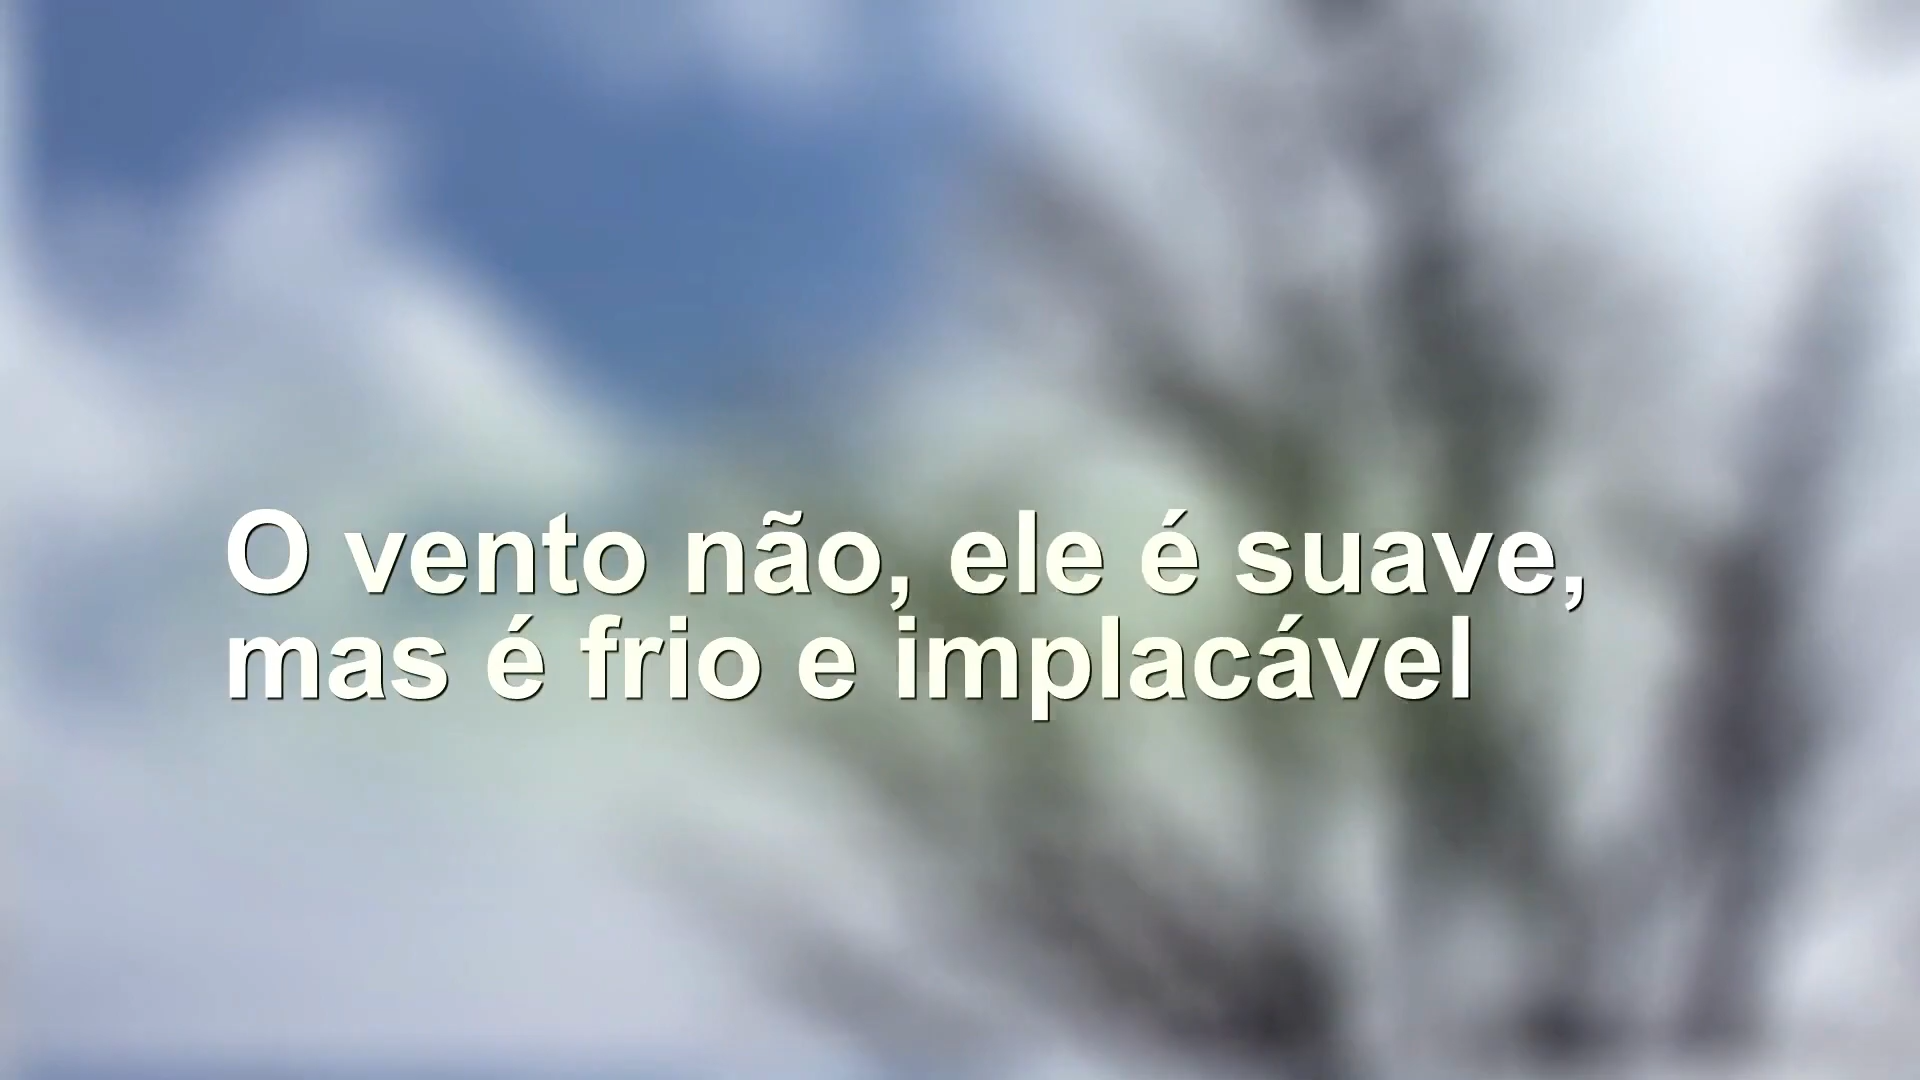 O vento não, ele é suave,
mas é frio e implacável